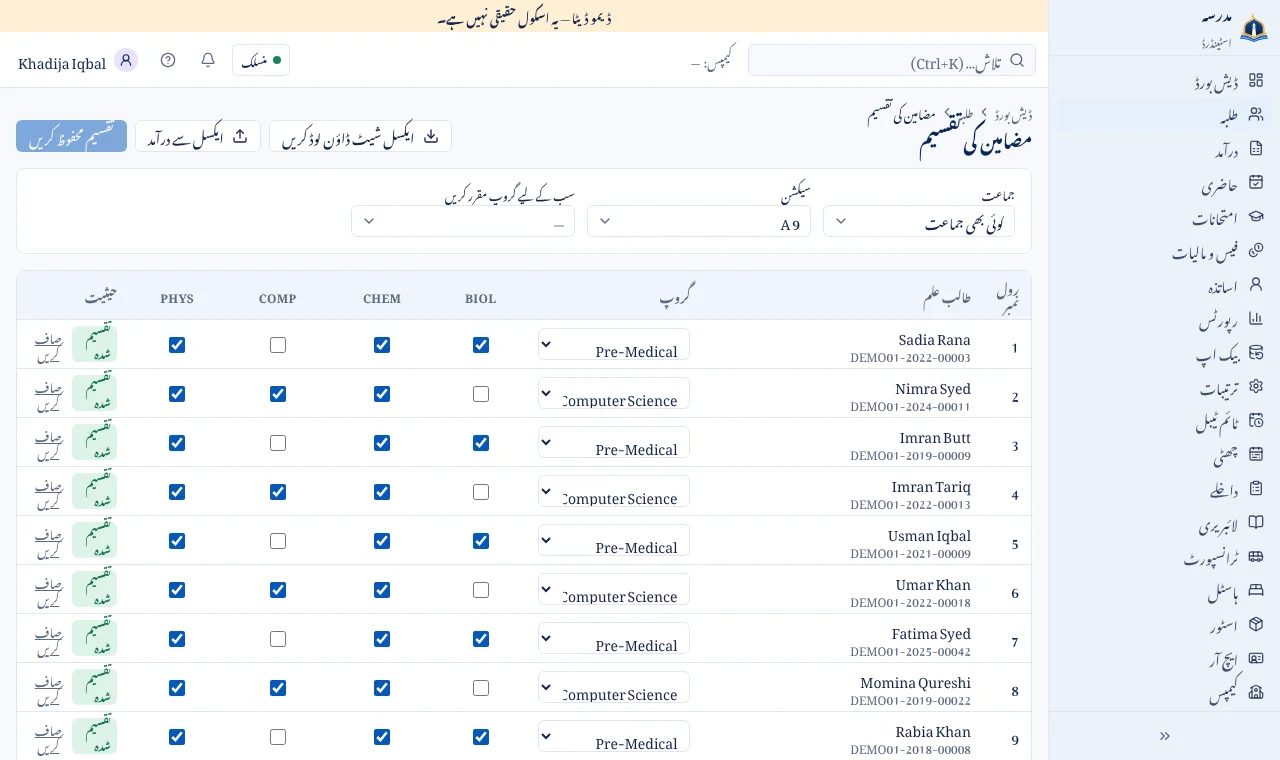 ڈیمو ڈیٹا — یہ اسکول حقیقی نہیں ہے۔
مدرسہ
اسٹینڈرڈ
ڈیش بورڈ
طلبہ
درآمد
حاضری
امتحانات
فیس و مالیات
اساتذہ
رپورٹس
بیک اپ
ترتیبات
ٹائم ٹیبل
چھٹی
داخلے
لائبریری
ٹرانسپورٹ
ہاسٹل
اسٹور
ایچ آر
کیمپس
تلاش... (Ctrl+K)
کیمپس: —
منسلک
Khadija Iqbal
ڈیش بورڈ
طلبہ
مضامین کی تقسیم
مضامین کی تقسیم
ایکسل شیٹ ڈاؤن لوڈ کریں
ایکسل سے درآمد
تقسیم محفوظ کریں
جماعت
کوئی بھی جماعت
سیکشن
A 9
سب کے لیے گروپ مقرر کریں
—
رول نمبر طالب علم گروپ BIOL CHEM COMP PHYS حیثیت
1 Sadia Rana Pre-Medical تقسیم شدہ صاف کریں
DEMO01-2022-00003
2 Nimra Syed Computer Science تقسیم شدہ صاف کریں
DEMO01-2024-00011
3 Imran Butt Pre-Medical تقسیم شدہ صاف کریں
DEMO01-2019-00009
4 Imran Tariq Computer Science تقسیم شدہ صاف کریں
DEMO01-2022-00013
5 Usman Iqbal Pre-Medical تقسیم شدہ صاف کریں
DEMO01-2021-00009
6 Umar Khan Computer Science تقسیم شدہ صاف کریں
DEMO01-2022-00018
7 Fatima Syed Pre-Medical تقسیم شدہ صاف کریں
DEMO01-2025-00042
8 Momina Qureshi Computer Science تقسیم شدہ صاف کریں
DEMO01-2019-00022
9 Rabia Khan Pre-Medical تقسیم شدہ صاف کریں
DEMO01-2018-00008